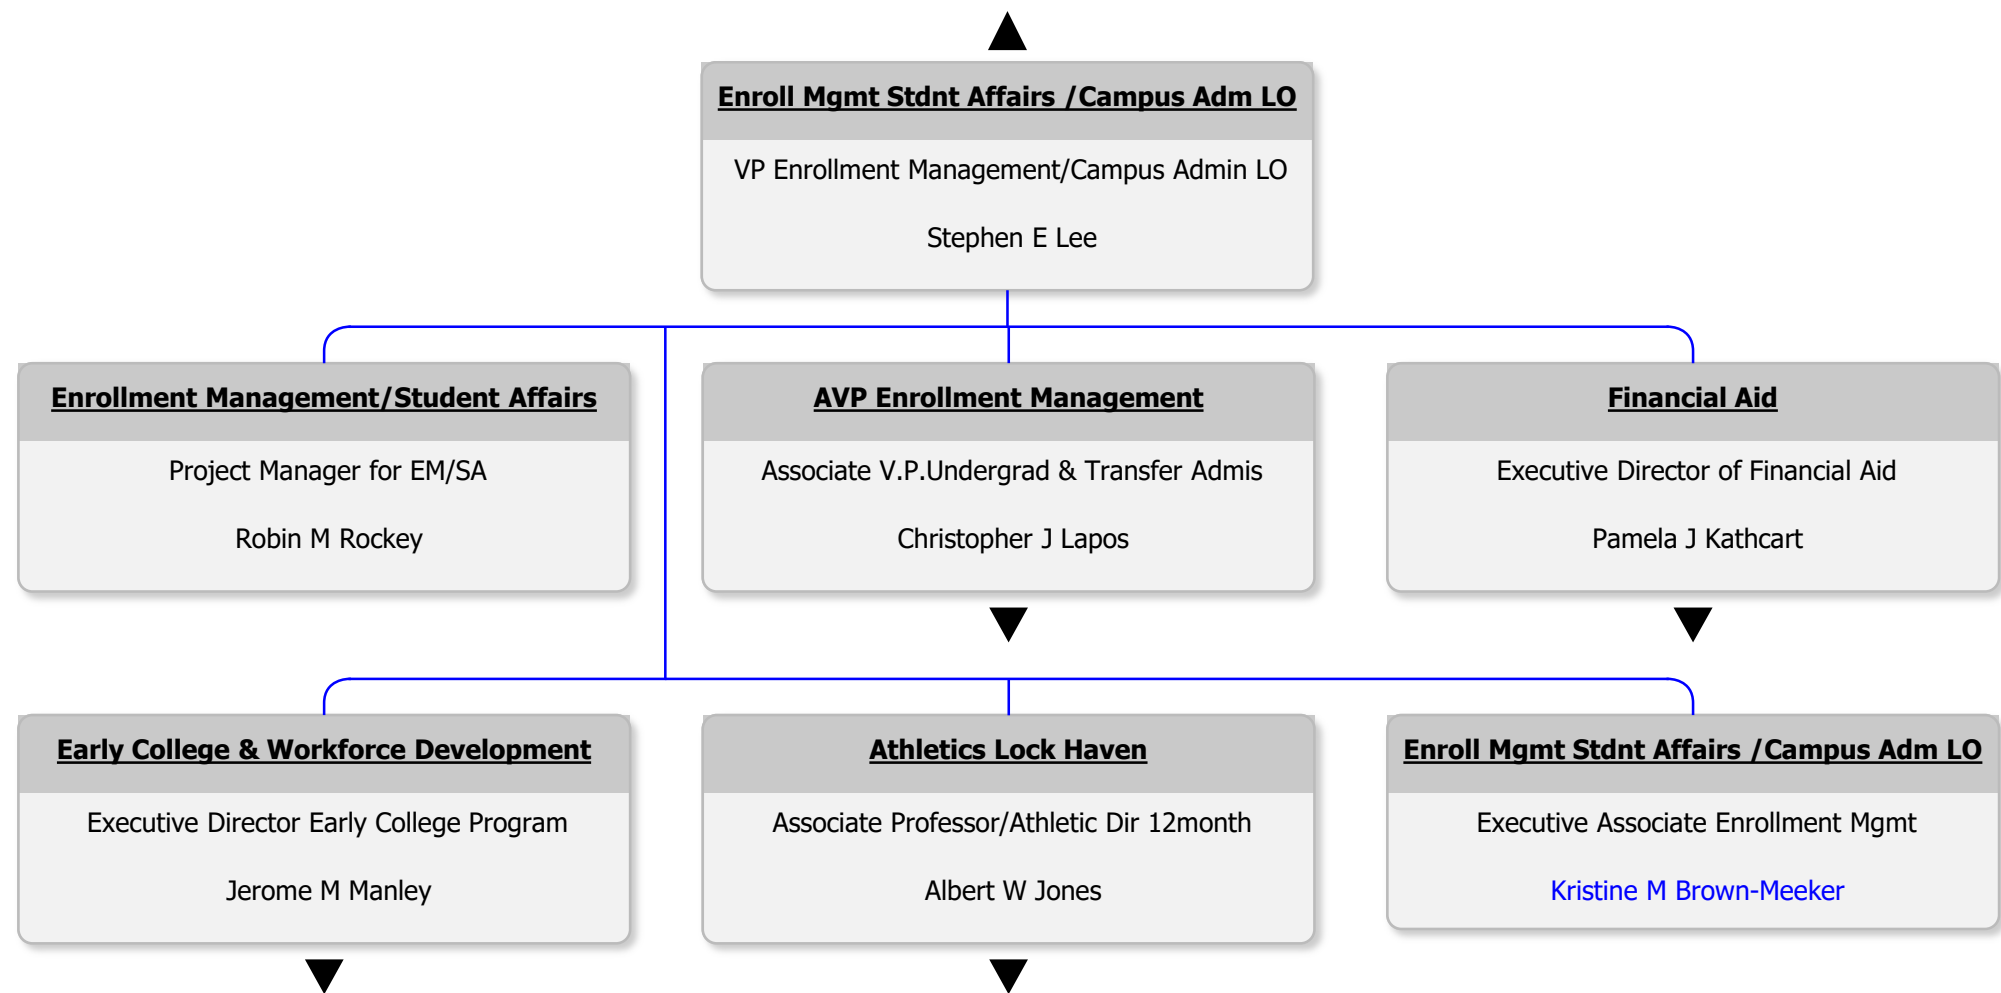 Enroll Mgmt Stdnt Affairs /Campus Adm LO
VP Enrollment Management/Campus Admin LO
Stephen E Lee
Enrollment Management/Student Affairs
Project Manager for EM/SA
Robin M Rockey
AVP Enrollment Management
Associate V.P.Undergrad & Transfer Admis
Christopher J Lapos
Financial Aid
Executive Director of Financial Aid
Pamela J Kathcart
Early College & Workforce Development
Executive Director Early College Program
Jerome M Manley
Athletics Lock Haven
Associate Professor/Athletic Dir 12month
Albert W Jones
Enroll Mgmt Stdnt Affairs /Campus Adm LO
Executive Associate Enrollment Mgmt
Kristine M Brown-Meeker